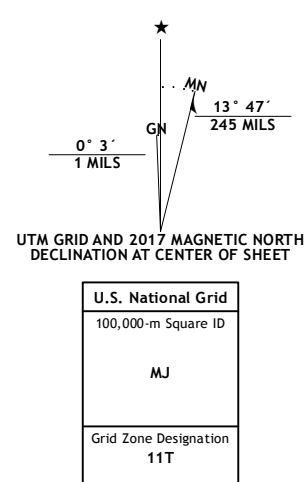 ★
MN
GN
13° 47´
245 MILS
0° 3´
1 MILS
UTM GRID AND 2017 MAGNETIC NORTH
DECLINATION AT CENTER OF SHEET
U.S. National Grid
100,000-m Square ID
MJ
Grid Zone Designation
11T